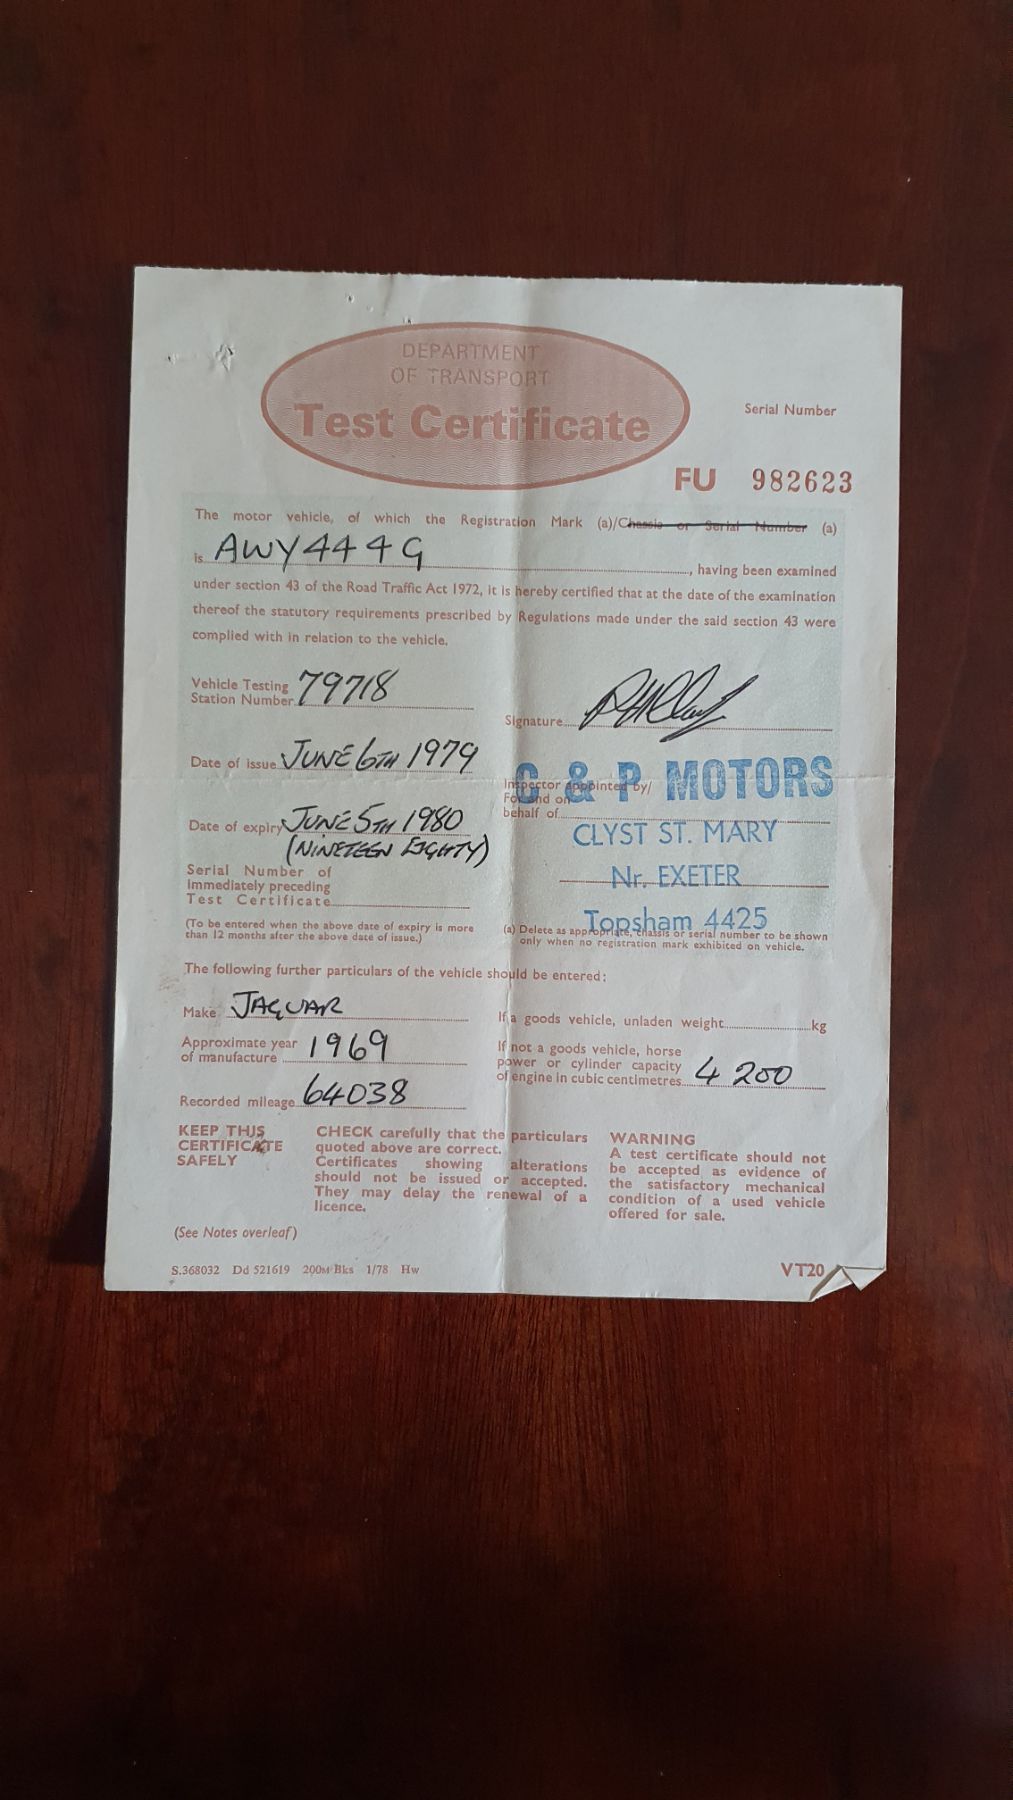 DEPARTMENT
OF TRANSPORT
Test Certificate
Serial Number
FU 982623
The motor vehicle, of which the Registration Mark (a)/Chassis or Serial Number (a)
is AWY 444G, having been examined
under section 43 of the Road Traffic Act 1972, it is hereby certified that at the date of the examination
thereof the statutory requirements prescribed by Regulations made under the said section 43 were
complied with in relation to the vehicle.
Vehicle Testing
Station Number 79718
Signature
Date of issue JUNE 6TH 1979
C & P MOTORS
Inspector appointed by/
For and on
behalf of
CLYST ST. MARY
Nr. EXETER
Topsham 4425
Date of expiry JUNE 5TH 1980
(NINETEEN EIGHTY)
Serial Number of
Immediately preceding
Test Certificate
(To be entered when the above date of expiry is more
than 12 months after the above date of issue.)
(a) Delete as appropriate, chassis or serial number to be shown
only when no registration mark exhibited on vehicle.
The following further particulars of the vehicle should be entered:
Make JAGUAR
If a goods vehicle, unladen weight kg
Approximate year
of manufacture 1969
If not a goods vehicle, horse
power or cylinder capacity
of engine in cubic centimetres 4 200
Recorded mileage 64038
KEEP THIS
CERTIFICATE
SAFELY
CHECK carefully that the particulars
quoted above are correct.
Certificates showing alterations
should not be issued or accepted.
They may delay the renewal of a
licence.
WARNING
A test certificate should not
be accepted as evidence of
the satisfactory mechanical
condition of a used vehicle
offered for sale.
(See Notes overleaf)
S.368032 Dd 521619 200M Bks 1/78 Hw
VT20